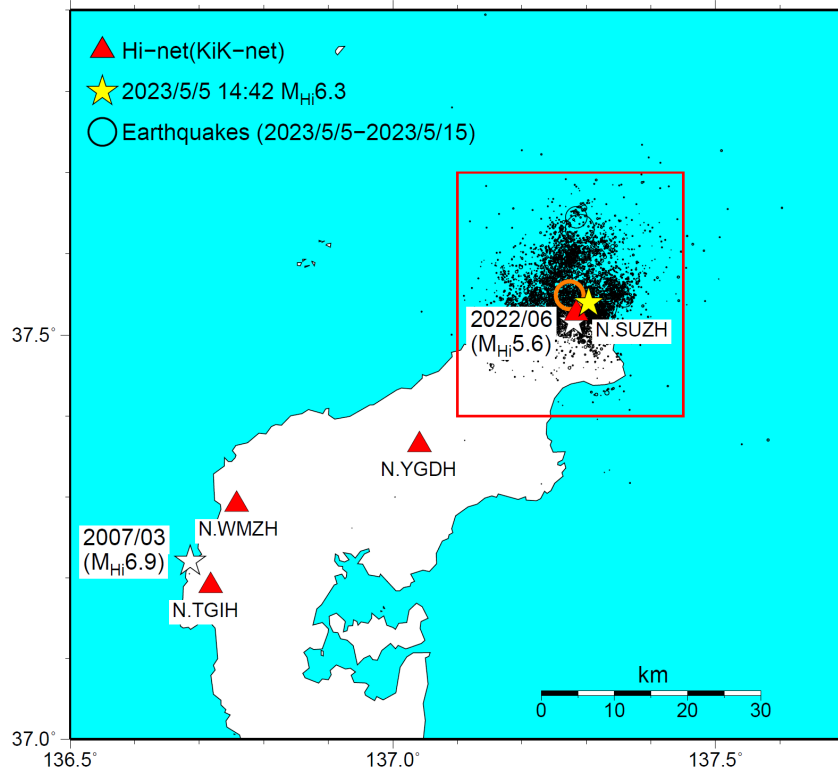 Hi−net(KiK−net)
2023/5/5 14:42 MHi6.3
Earthquakes (2023/5/5−2023/5/15)
2022/06
(MHi5.6)
N.SUZH
N.YGDH
N.WMZH
2007/03
(MHi6.9)
N.TGIH
km
0 10 20 30
37.5°
37.0°
136.5° 137.0° 137.5°